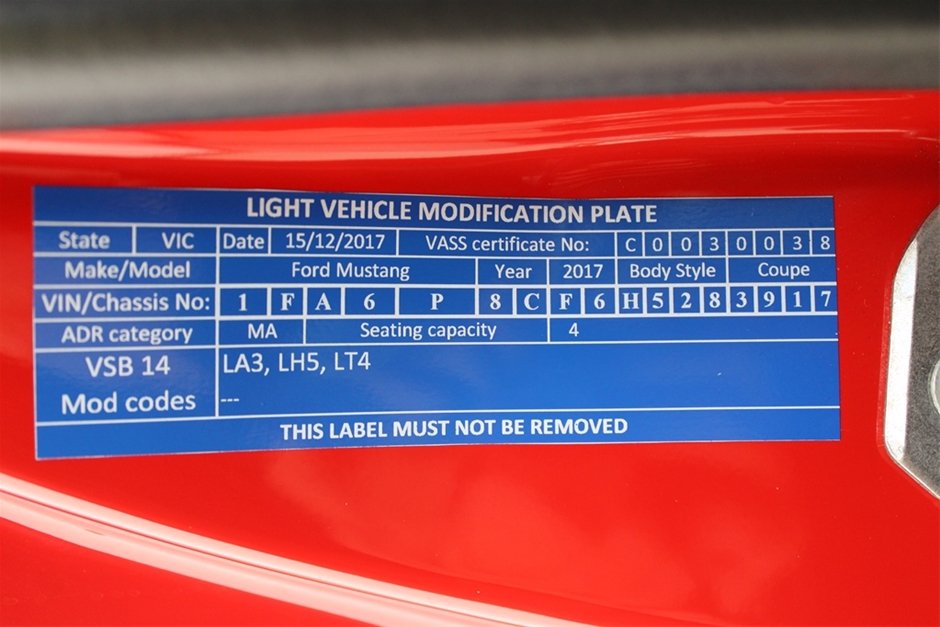 LIGHT VEHICLE MODIFICATION PLATE
State VIC Date 15/12/2017 VASS certificate No: C 0 0 3 0 0 3 8
Make/Model Ford Mustang Year 2017 Body Style Coupe
VIN/Chassis No: 1 F A 6 P 8 C F 6 H 5 2 8 3 9 1 7
ADR category MA Seating capacity 4
VSB 14 LA3, LH5, LT4
Mod codes ---
THIS LABEL MUST NOT BE REMOVED